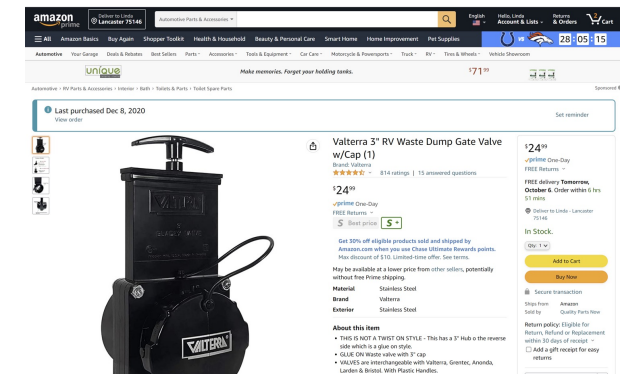 amazon
prime
Deliver to Linda
Lancaster 75146
Automotive Parts & Accessories
English
Hello, Linda
Account & Lists
Returns
& Orders
2
Cart
All Amazon Basics Buy Again Shopper Toolkit Health & Household Beauty & Personal Care Smart Home Home Improvement Pet Supplies
VS
28 : 05 : 15
Automotive Your Garage Deals & Rebates Best Sellers Parts Accessories Tools & Equipment Car Care Motorcycle & Powersports Truck RV Tires & Wheels Vehicle Showroom
unique
Make memories. Forget your holding tanks.
$71 99
Automotive › RV Parts & Accessories › Interior › Bath › Toilets & Parts › Toilet Spare Parts
Sponsored
Last purchased Dec 8, 2020
View order
Set reminder
Valterra 3" RV Waste Dump Gate Valve
w/Cap (1)
Brand: Valterra
814 ratings | 15 answered questions
$24 99
prime One-Day
FREE Returns
S Best price S +
Get 30% off eligible products sold and shipped by
Amazon.com when you use Chase Ultimate Rewards points.
Max discount of $10. Limited-time offer. See terms.
May be available at a lower price from other sellers, potentially
without free Prime shipping.
Material Stainless Steel
Brand Valterra
Exterior Stainless Steel
About this item
• THIS IS NOT A TWIST ON STYLE - This has a 3" Hub o the reverse
side which is a glue on style.
• GLUE ON Waste valve with 3" cap
• VALVES are interchangeable with Valterra, Grentec, Anonda,
Larden & Bristol. With Plastic Handles.
$24 99
prime One-Day
FREE Returns
FREE delivery Tomorrow,
October 6. Order within 6 hrs
51 mins
Deliver to Linda - Lancaster
75146
In Stock.
Qty: 1
Add to Cart
Buy Now
Secure transaction
Ships from Amazon
Sold by Quality Parts Now
Return policy: Eligible for
Return, Refund or Replacement
within 30 days of receipt
Add a gift receipt for easy
returns
VALTERRA